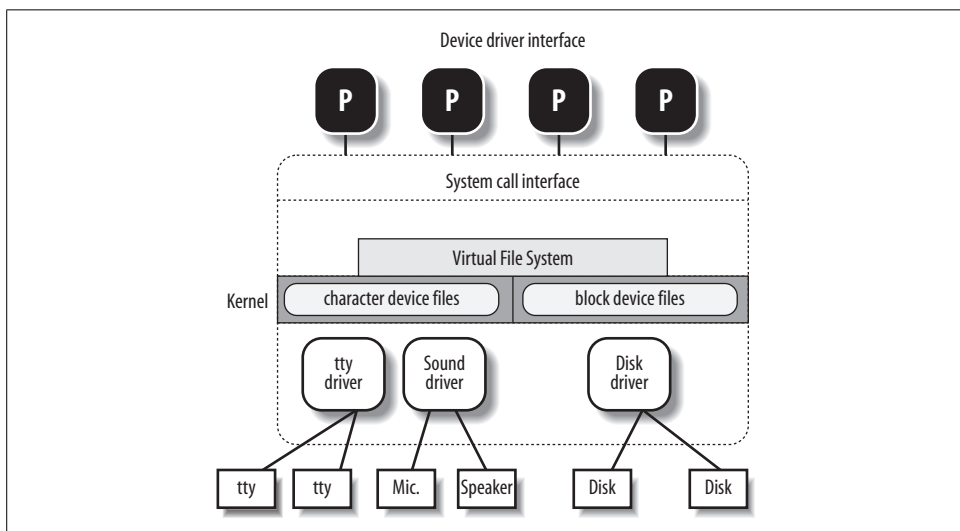 Device driver interface
P P P P
System call interface
Virtual File System
Kernel
character device files block device files
tty driver
Sound driver
Disk driver
tty tty Mic. Speaker Disk Disk